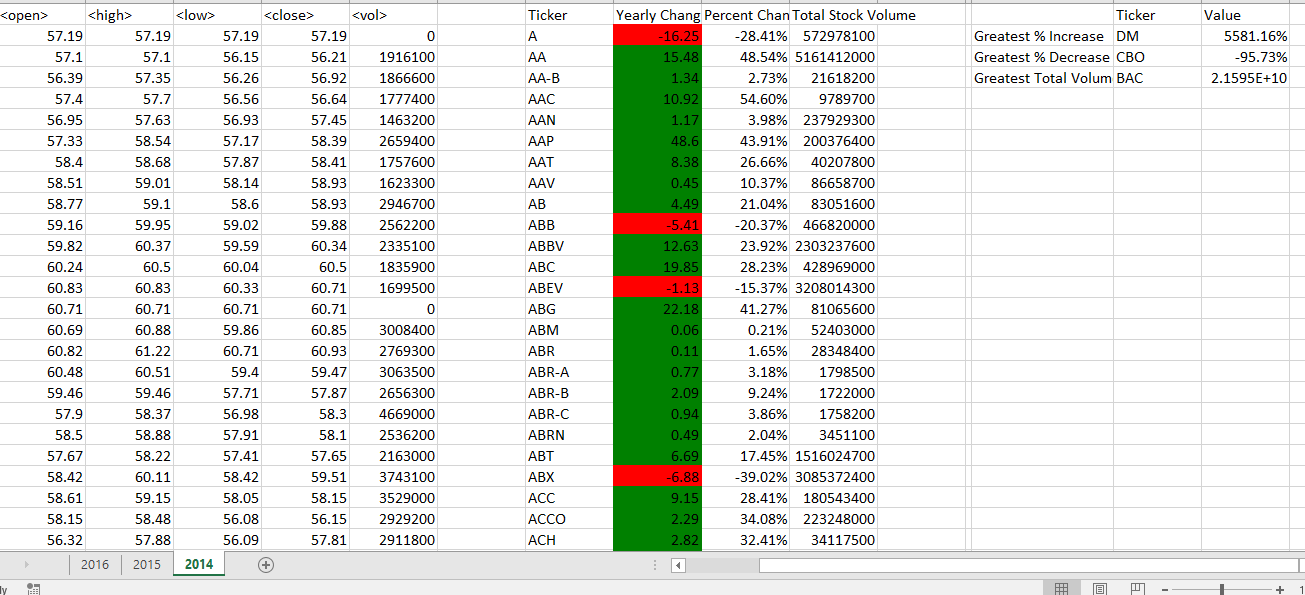 <open> <high> <low> <close> <vol> Ticker Yearly Chang Percent Chan Total Stock Volume Ticker Value
57.19 57.19 57.19 57.19 0 A -16.25 -28.41% 572978100 Greatest % Increase DM 5581.16%
57.1 57.1 56.15 56.21 1916100 AA 15.48 48.54% 5161412000 Greatest % Decrease CBO -95.73%
56.39 57.35 56.26 56.92 1866600 AA-B 1.34 2.73% 21618200 Greatest Total Volum BAC 2.1595E+10
57.4 57.7 56.56 56.64 1777400 AAC 10.92 54.60% 9789700
56.95 57.63 56.93 57.45 1463200 AAN 1.17 3.98% 237929300
57.33 58.54 57.17 58.39 2659400 AAP 48.6 43.91% 200376400
58.4 58.68 57.87 58.41 1757600 AAT 8.38 26.66% 40207800
58.51 59.01 58.14 58.93 1623300 AAV 0.45 10.37% 86658700
58.77 59.1 58.6 58.93 2946700 AB 4.49 21.04% 83051600
59.16 59.95 59.02 59.88 2562200 ABB -5.41 -20.37% 466820000
59.82 60.37 59.59 60.34 2335100 ABBV 12.63 23.92% 2303237600
60.24 60.5 60.04 60.5 1835900 ABC 19.85 28.23% 428969000
60.83 60.83 60.33 60.71 1699500 ABEV -1.13 -15.37% 3208014300
60.71 60.71 60.71 60.71 0 ABG 22.18 41.27% 81065600
60.69 60.88 59.86 60.85 3008400 ABM 0.06 0.21% 52403000
60.82 61.22 60.71 60.93 2769300 ABR 0.11 1.65% 28348400
60.48 60.51 59.4 59.47 3063500 ABR-A 0.77 3.18% 1798500
59.46 59.46 57.71 57.87 2656300 ABR-B 2.09 9.24% 1722000
57.9 58.37 56.98 58.3 4669000 ABR-C 0.94 3.86% 1758200
58.5 58.88 57.91 58.1 2536200 ABRN 0.49 2.04% 3451100
57.67 58.22 57.41 57.65 2163000 ABT 6.69 17.45% 1516024700
58.42 60.11 58.42 59.51 3743100 ABX -6.88 -39.02% 3085372400
58.61 59.15 58.05 58.15 3529000 ACC 9.15 28.41% 180543400
58.15 58.48 56.08 56.15 2929200 ACCO 2.29 34.08% 223248000
56.32 57.88 56.09 57.81 2911800 ACH 2.82 32.41% 34117500
2016 2015 2014